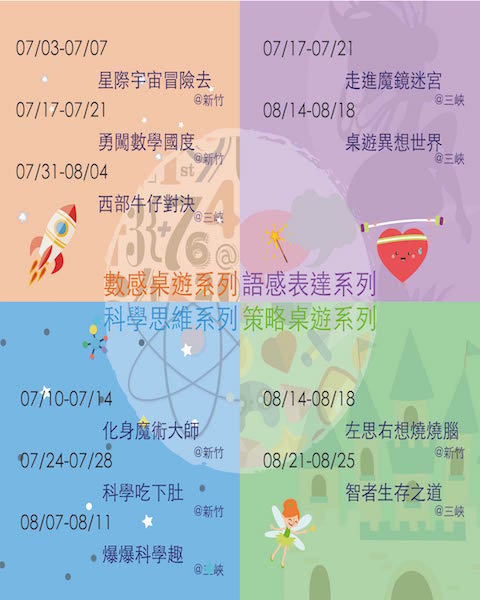 07/03-07/07
星際宇宙冒險去
@新竹
07/17-07/21
勇闖數學國度
@新竹
07/31-08/04
西部牛仔對決
@三峽
數感桌遊系列
07/17-07/21
走進魔鏡迷宮
@三峽
08/14-08/18
桌遊異想世界
@三峽
語感表達系列
科學思維系列
07/10-07/14
化身魔術大師
@新竹
07/24-07/28
科學吃下肚
@新竹
08/07-08/11
爆爆科學趣
@三峽
策略桌遊系列
08/14-08/18
左思右想燒燒腦
@新竹
08/21-08/25
智者生存之道
@三峽